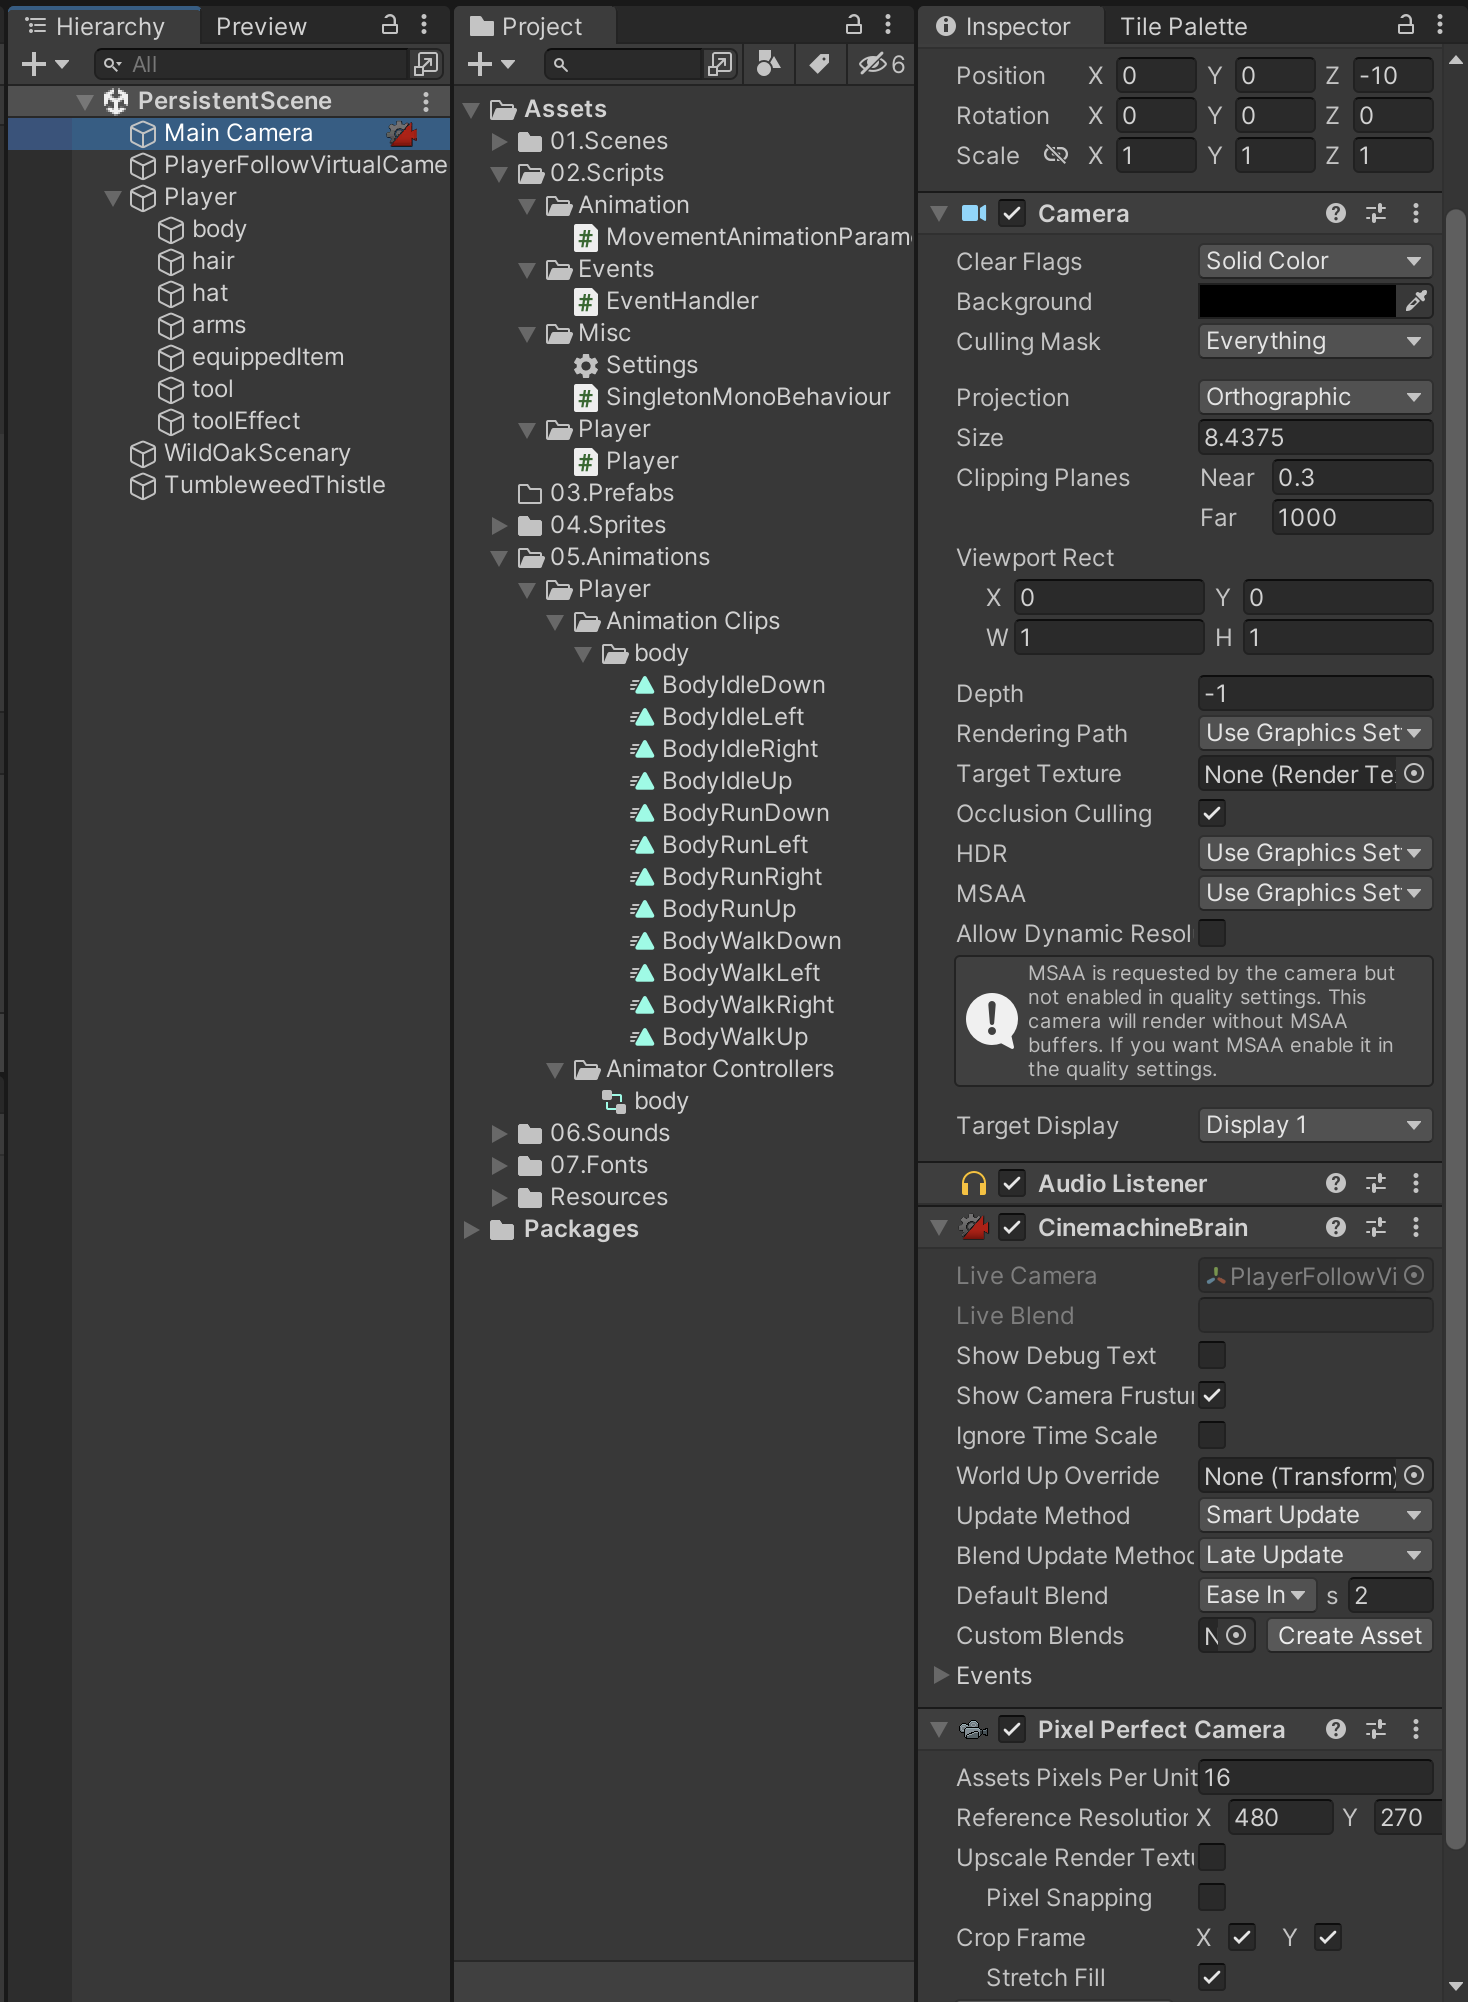 Hierarchy
Preview
All
PersistentScene
Main Camera
PlayerFollowVirtualCame
Player
body
hair
hat
arms
equippedItem
tool
toolEffect
WildOakScenary
TumbleweedThistle
Project
6
Assets
01.Scenes
02.Scripts
Animation
MovementAnimationParam
Events
EventHandler
Misc
Settings
SingletonMonoBehaviour
Player
Player
03.Prefabs
04.Sprites
05.Animations
Player
Animation Clips
body
BodyIdleDown
BodyIdleLeft
BodyIdleRight
BodyIdleUp
BodyRunDown
BodyRunLeft
BodyRunRight
BodyRunUp
BodyWalkDown
BodyWalkLeft
BodyWalkRight
BodyWalkUp
Animator Controllers
body
06.Sounds
07.Fonts
Resources
Packages
Inspector
Tile Palette
Position X 0 Y 0 Z -10
Rotation X 0 Y 0 Z 0
Scale X 1 Y 1 Z 1
Camera
Clear Flags Solid Color
Background
Culling Mask Everything
Projection Orthographic
Size 8.4375
Clipping Planes Near 0.3
Far 1000
Viewport Rect
X 0 Y 0
W 1 H 1
Depth -1
Rendering Path Use Graphics Set
Target Texture None (Render Te
Occlusion Culling
HDR Use Graphics Set
MSAA Use Graphics Set
Allow Dynamic Resol
MSAA is requested by the camera but
not enabled in quality settings. This
camera will render without MSAA
buffers. If you want MSAA enable it in
the quality settings.
Target Display Display 1
Audio Listener
CinemachineBrain
Live Camera PlayerFollowVi
Live Blend
Show Debug Text
Show Camera Frustu
Ignore Time Scale
World Up Override None (Transform)
Update Method Smart Update
Blend Update Method Late Update
Default Blend Ease In s 2
Custom Blends N Create Asset
Events
Pixel Perfect Camera
Assets Pixels Per Unit 16
Reference Resolution X 480 Y 270
Upscale Render Text
Pixel Snapping
Crop Frame X Y
Stretch Fill